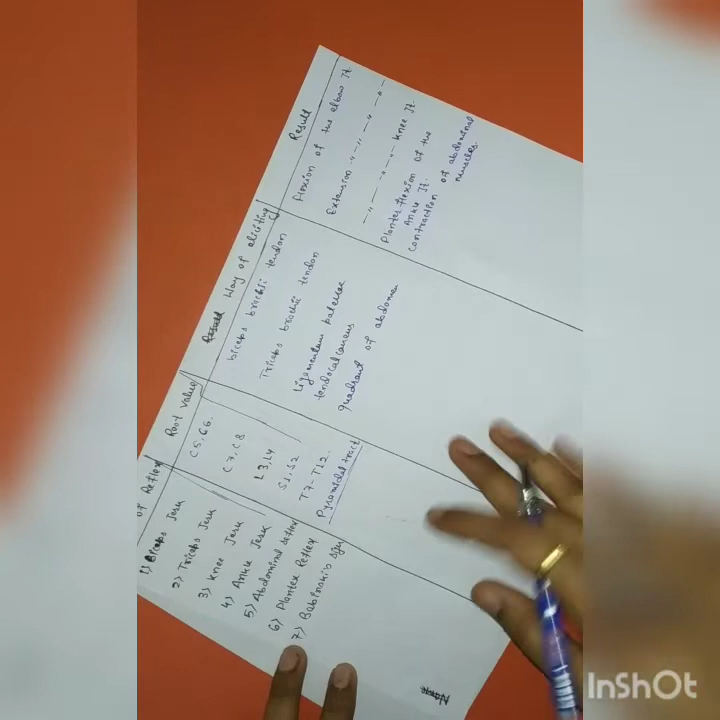 of Reflex
Root value
Way of eliciting
Result
1) Biceps Jerk
C5, C6.
biceps brachii tendon
flexion of the elbow Jt.
2) Triceps Jerk
C7, C8
Triceps brachii tendon
Extension -"-"-"-"-
3) Knee Jerk
L3, L4
Ligamentum patellae
-"-"-"- Knee Jt.
4) Ankle Jerk
S1, S2
tendocalcaneus
Planter flexion of the
Ankle Jt.
5) Abdominal reflex
T7-T12.
quadrant of abdomen
contraction of abdominal
muscles.
6) Planter Reflex
Pyramidal tract
7) Babinski's sign
InShOt